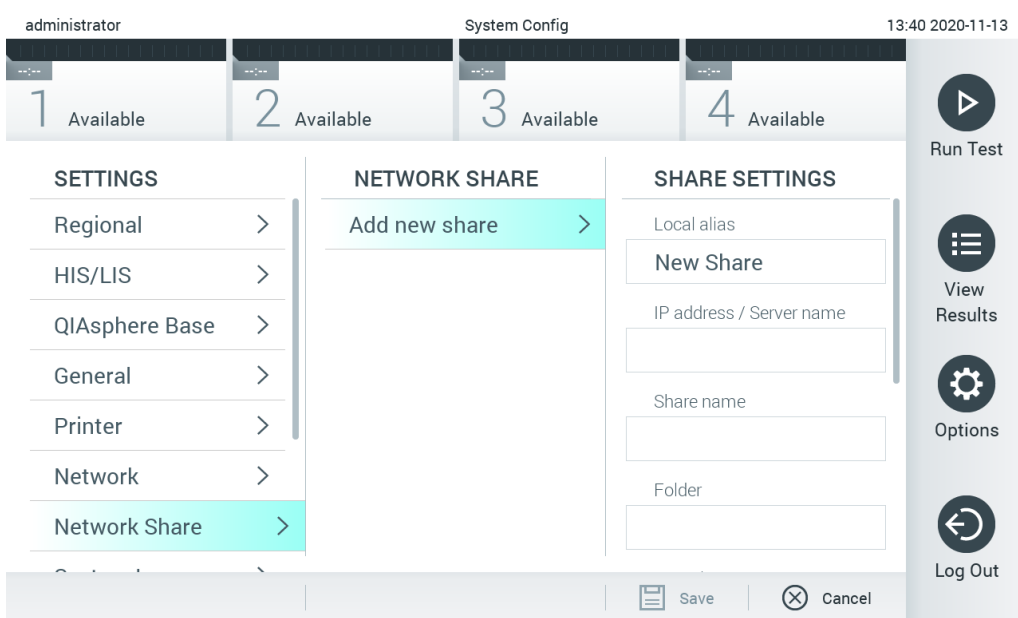 administrator System Config 13:40 2020-11-13
--:-- --:-- --:-- --:--
1 Available 2 Available 3 Available 4 Available
Run Test
SETTINGS NETWORK SHARE SHARE SETTINGS
Regional Add new share Local alias
HIS/LIS New Share
View Results
QIAsphere Base IP address / Server name
General
Printer Share name
Options
Network Folder
Network Share
Log Out
Save Cancel